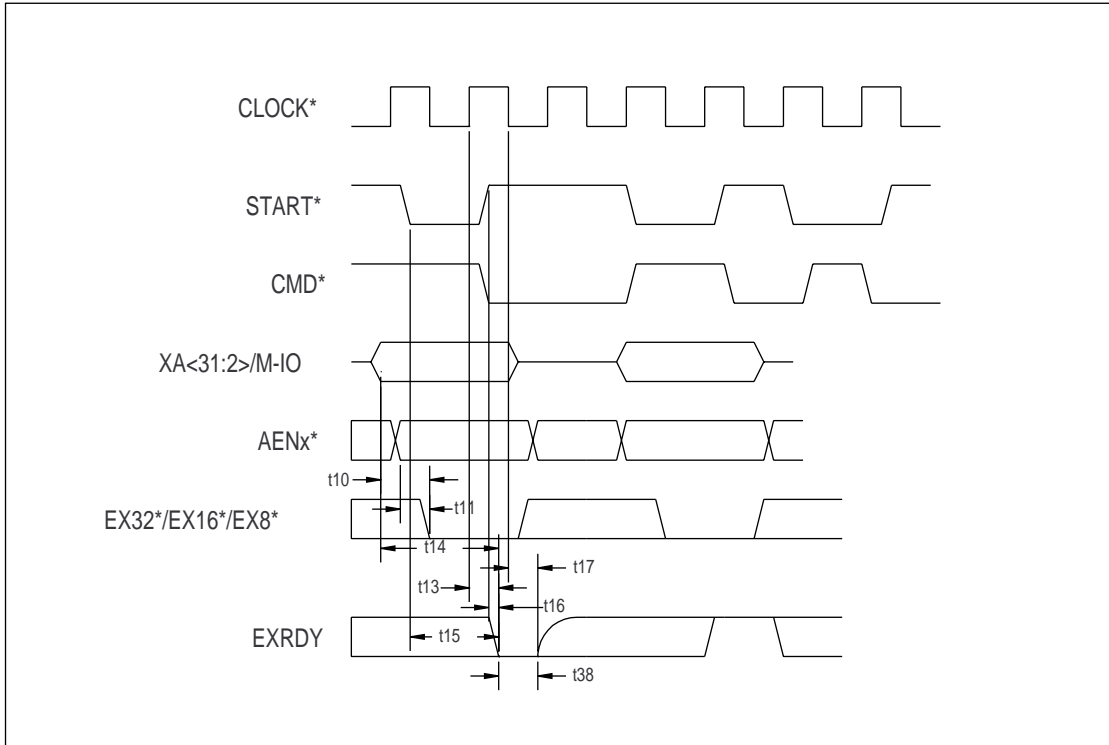 CLOCK*
START*
CMD*
XA<31:2>/M-IO
AENx*
t10
t11
EX32*/EX16*/EX8*
t14
t17
t13
t16
EXRDY
t15
t38